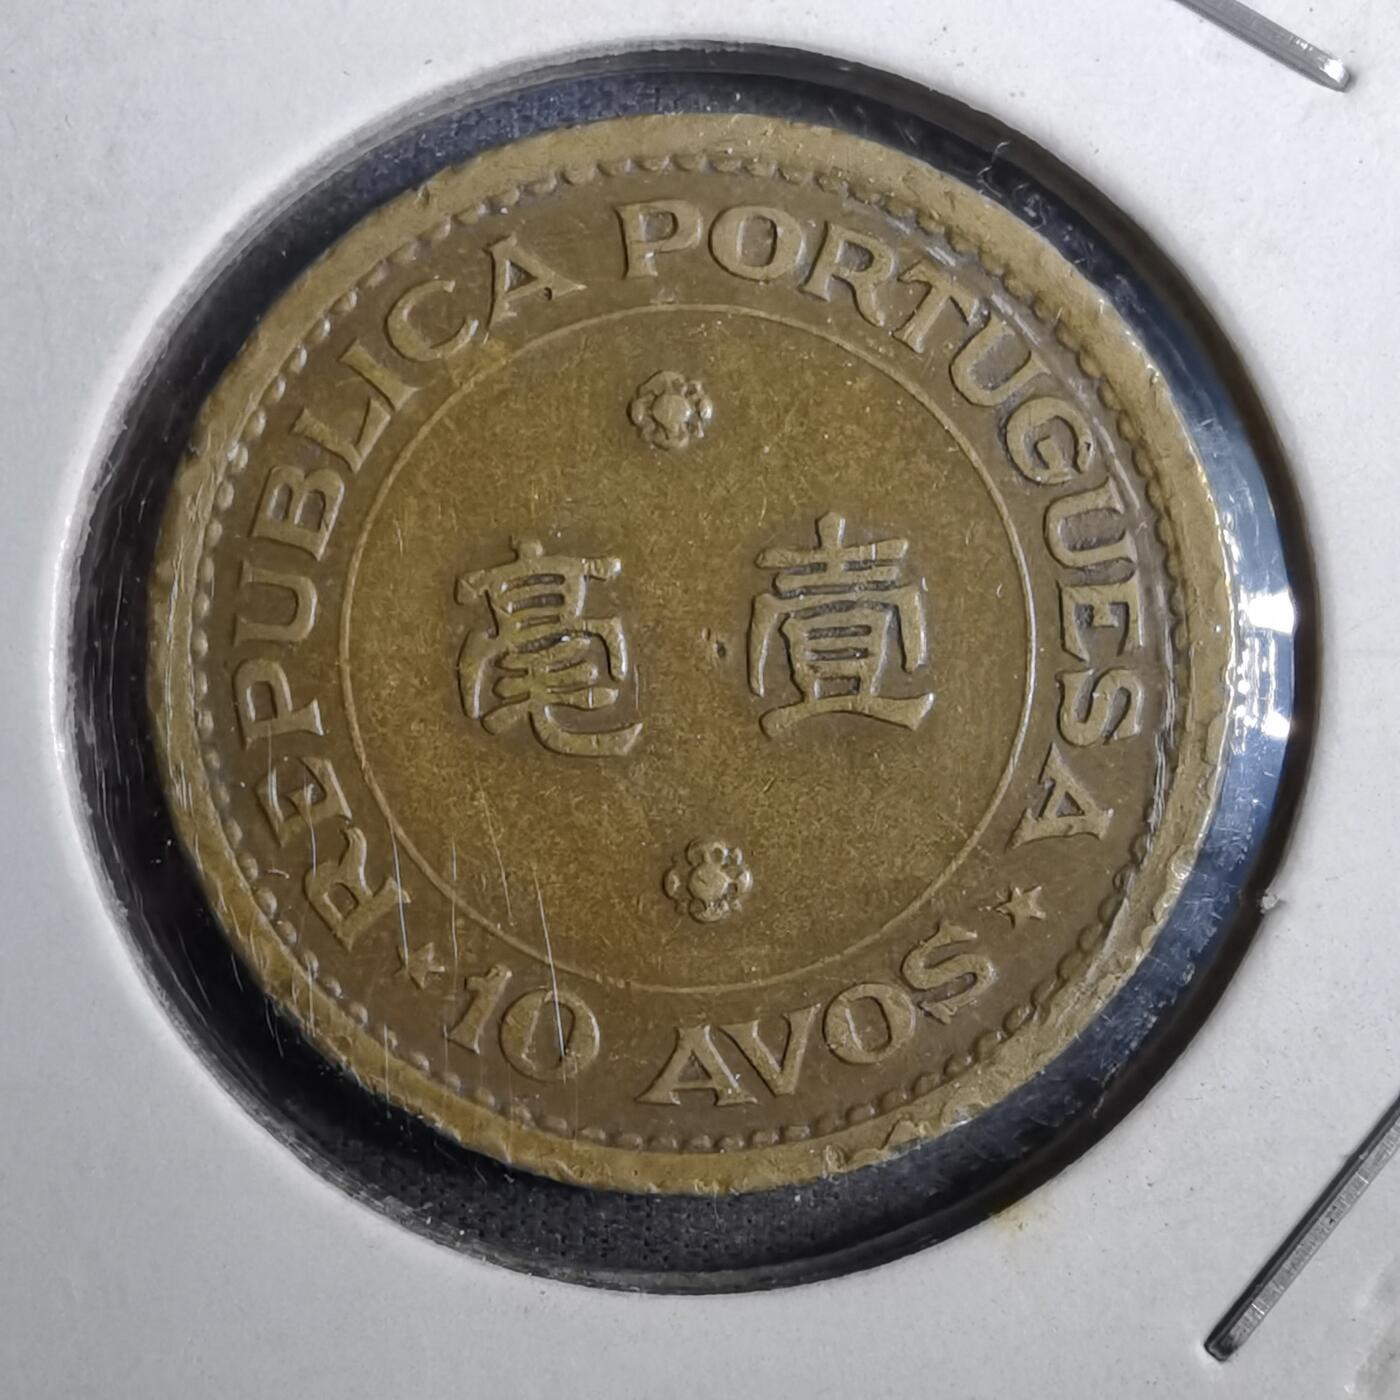 REPUBLICA PORTUGUESA
壹毫
★ 10 AVOS ★